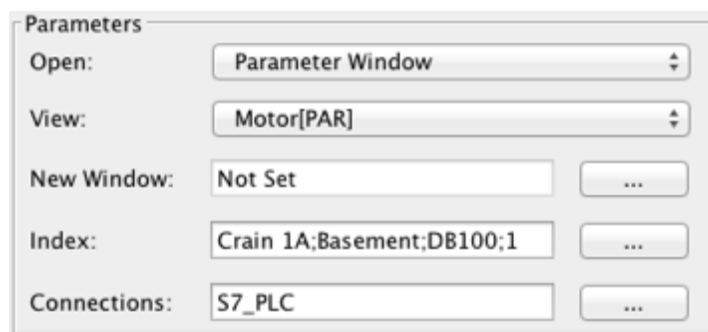 Parameters
Open: Parameter Window
View: Motor[PAR]
New Window: Not Set ...
Index: Crain 1A;Basement;DB100;1 ...
Connections: S7_PLC ...